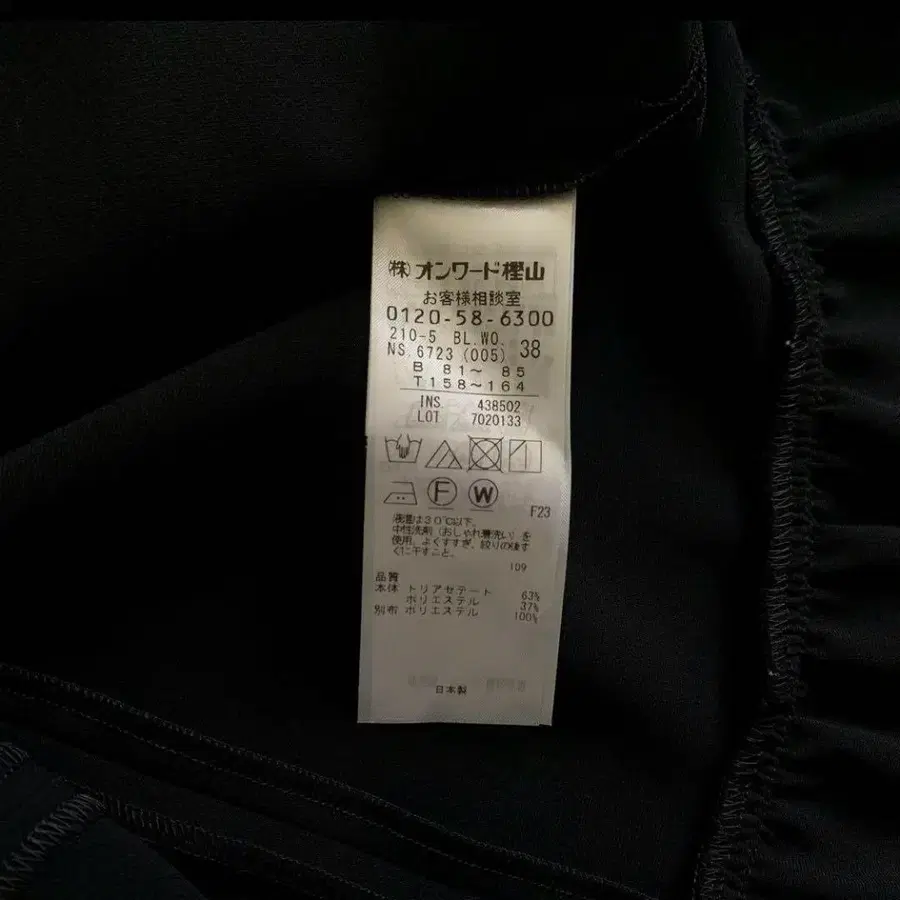 ㈱オンワード樫山
お客様相談室
0120-58-6300
210-5 BL.WO.
NS.6723 (005) 38
B 81～ 85
T158～164
INS 438502
LOT 7020133
F W
F23
液温は30℃以下。
中性洗剤（おしゃれ着洗い）を
使用。よくすすぎ、絞りの後す
ぐに干すこと。
109
品質
本体 トリアセテート 63%
ポリエステル 37%
別布 ポリエステル 100%
日本製